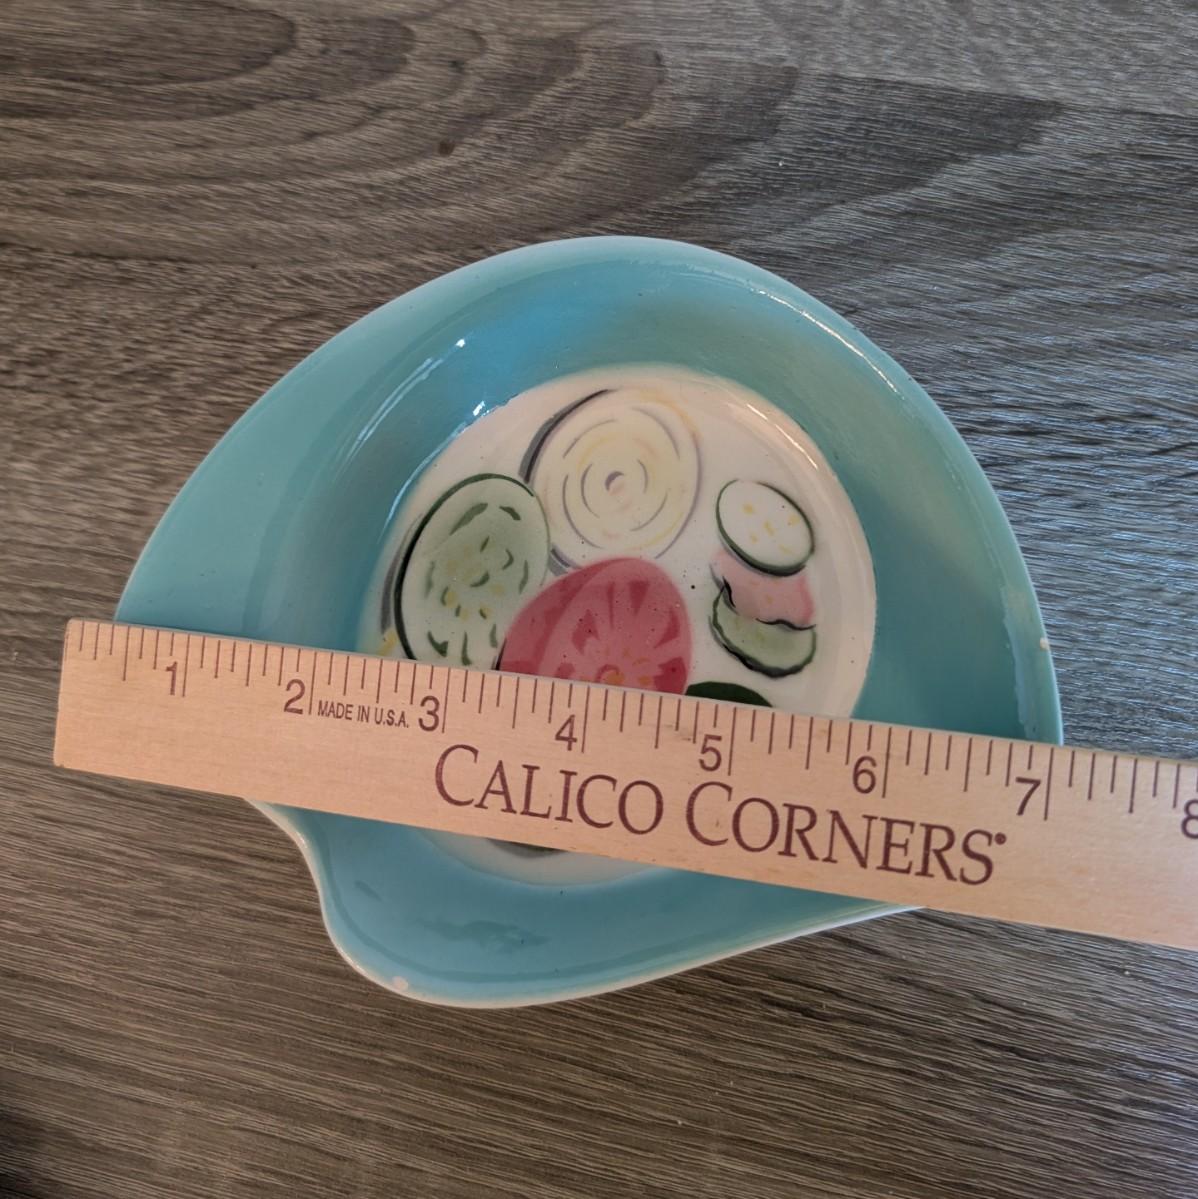 1 2 MADE IN U.S.A. 3 4 5 6 7 8
CALICO CORNERS